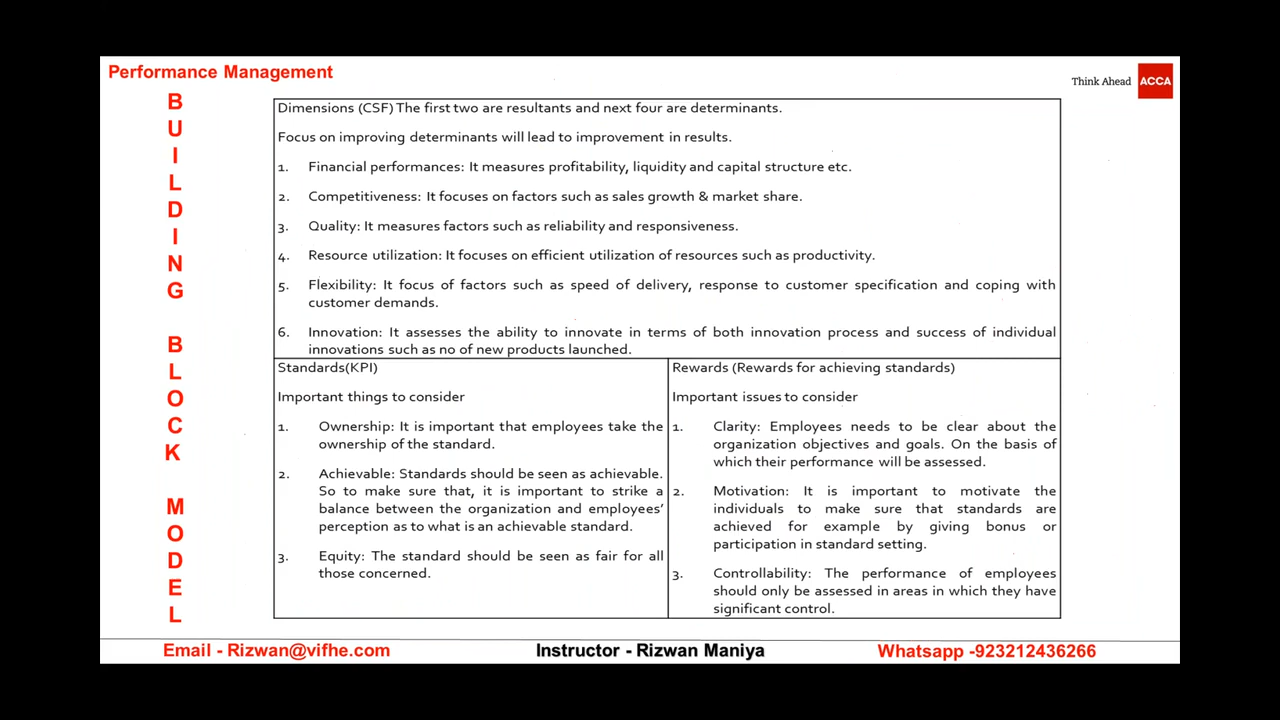 Performance Management
Think Ahead ACCA
BUILDING BLOCK MODEL
Dimensions (CSF) The first two are resultants and next four are determinants.
Focus on improving determinants will lead to improvement in results.
1. Financial performances: It measures profitability, liquidity and capital structure etc.
2. Competitiveness: It focuses on factors such as sales growth & market share.
3. Quality: It measures factors such as reliability and responsiveness.
4. Resource utilization: It focuses on efficient utilization of resources such as productivity.
5. Flexibility: It focus of factors such as speed of delivery, response to customer specification and coping with
customer demands.
6. Innovation: It assesses the ability to innovate in terms of both innovation process and success of individual
innovations such as no of new products launched.
Standards(KPI)
Important things to consider
1. Ownership: It is important that employees take the
ownership of the standard.
2. Achievable: Standards should be seen as achievable.
So to make sure that, it is important to strike a
balance between the organization and employees'
perception as to what is an achievable standard.
3. Equity: The standard should be seen as fair for all
those concerned.
Rewards (Rewards for achieving standards)
Important issues to consider
1. Clarity: Employees needs to be clear about the
organization objectives and goals. On the basis of
which their performance will be assessed.
2. Motivation: It is important to motivate the
individuals to make sure that standards are
achieved for example by giving bonus or
participation in standard setting.
3. Controllability: The performance of employees
should only be assessed in areas in which they have
significant control.
Email - Rizwan@vifhe.com
Instructor - Rizwan Maniya
Whatsapp -923212436266